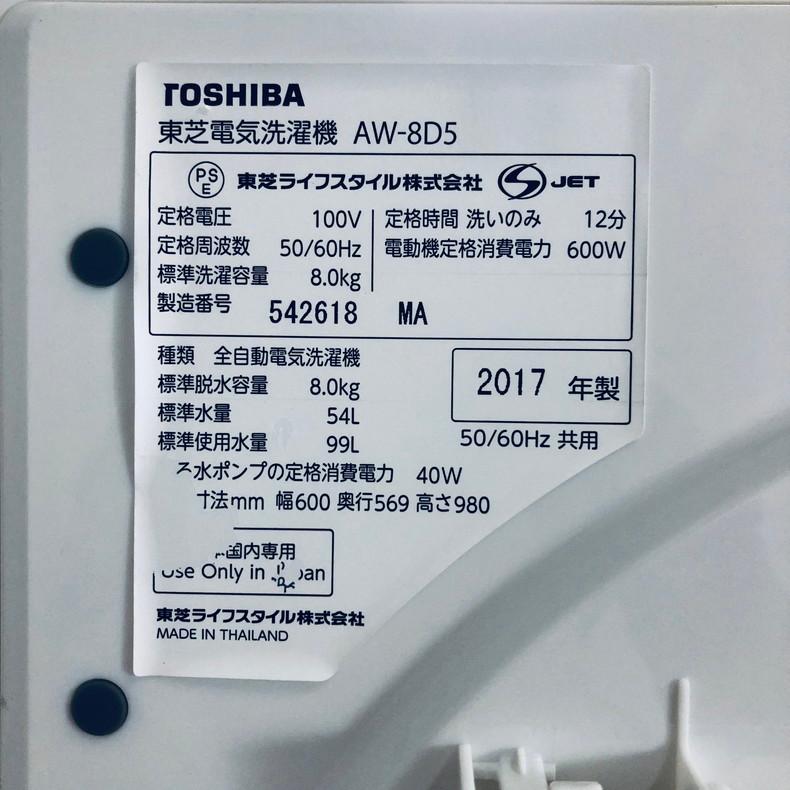 TOSHIBA
東芝電気洗濯機 AW-8D5
PSE 東芝ライフスタイル株式会社 S JET
定格電圧 100V 定格時間 洗いのみ 12分
定格周波数 50/60Hz 電動機定格消費電力 600W
標準洗濯容量 8.0kg
製造番号 542618 MA
種類 全自動電気洗濯機
標準脱水容量 8.0kg 2017 年製
標準水量 54L
標準使用水量 99L 50/60Hz 共用
水ポンプの定格消費電力 40W
法mm 幅600 奥行569 高さ980
国内専用
Use Only in
東芝ライフスタイル株式会社
MADE IN THAILAND